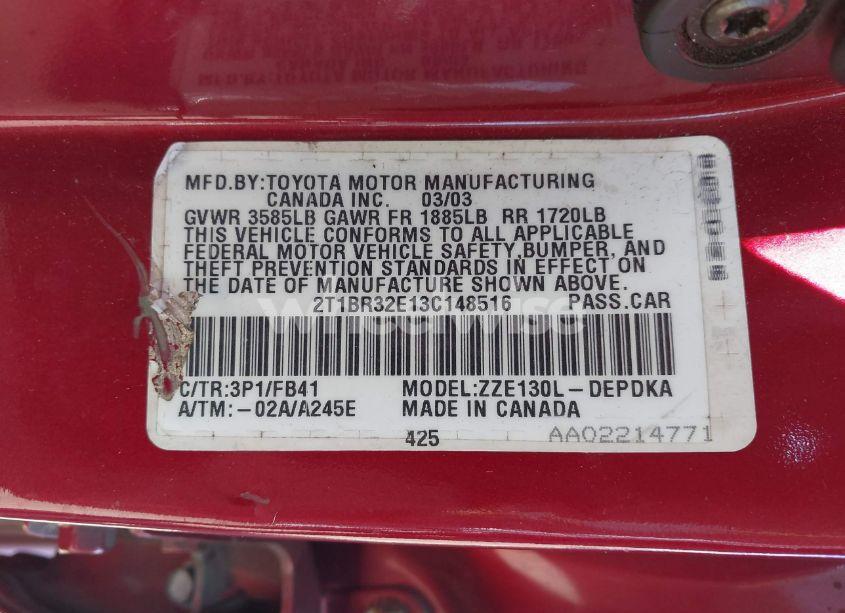 MFD.BY:TOYOTA MOTOR MANUFACTURING
CANADA INC. 03/03
GVWR 3585LB GAWR FR 1885LB RR 1720LB
THIS VEHICLE CONFORMS TO ALL APPLICABLE
FEDERAL MOTOR VEHICLE SAFETY,BUMPER, AND
THEFT PREVENTION STANDARDS IN EFFECT ON
THE DATE OF MANUFACTURE SHOWN ABOVE.
2T1BR32E13C148516 PASS.CAR
wheelwise
C/TR:3P1/FB41 MODEL:ZZE130L-DEPDKA
A/TM:-02A/A245E MADE IN CANADA
425 AA02214771